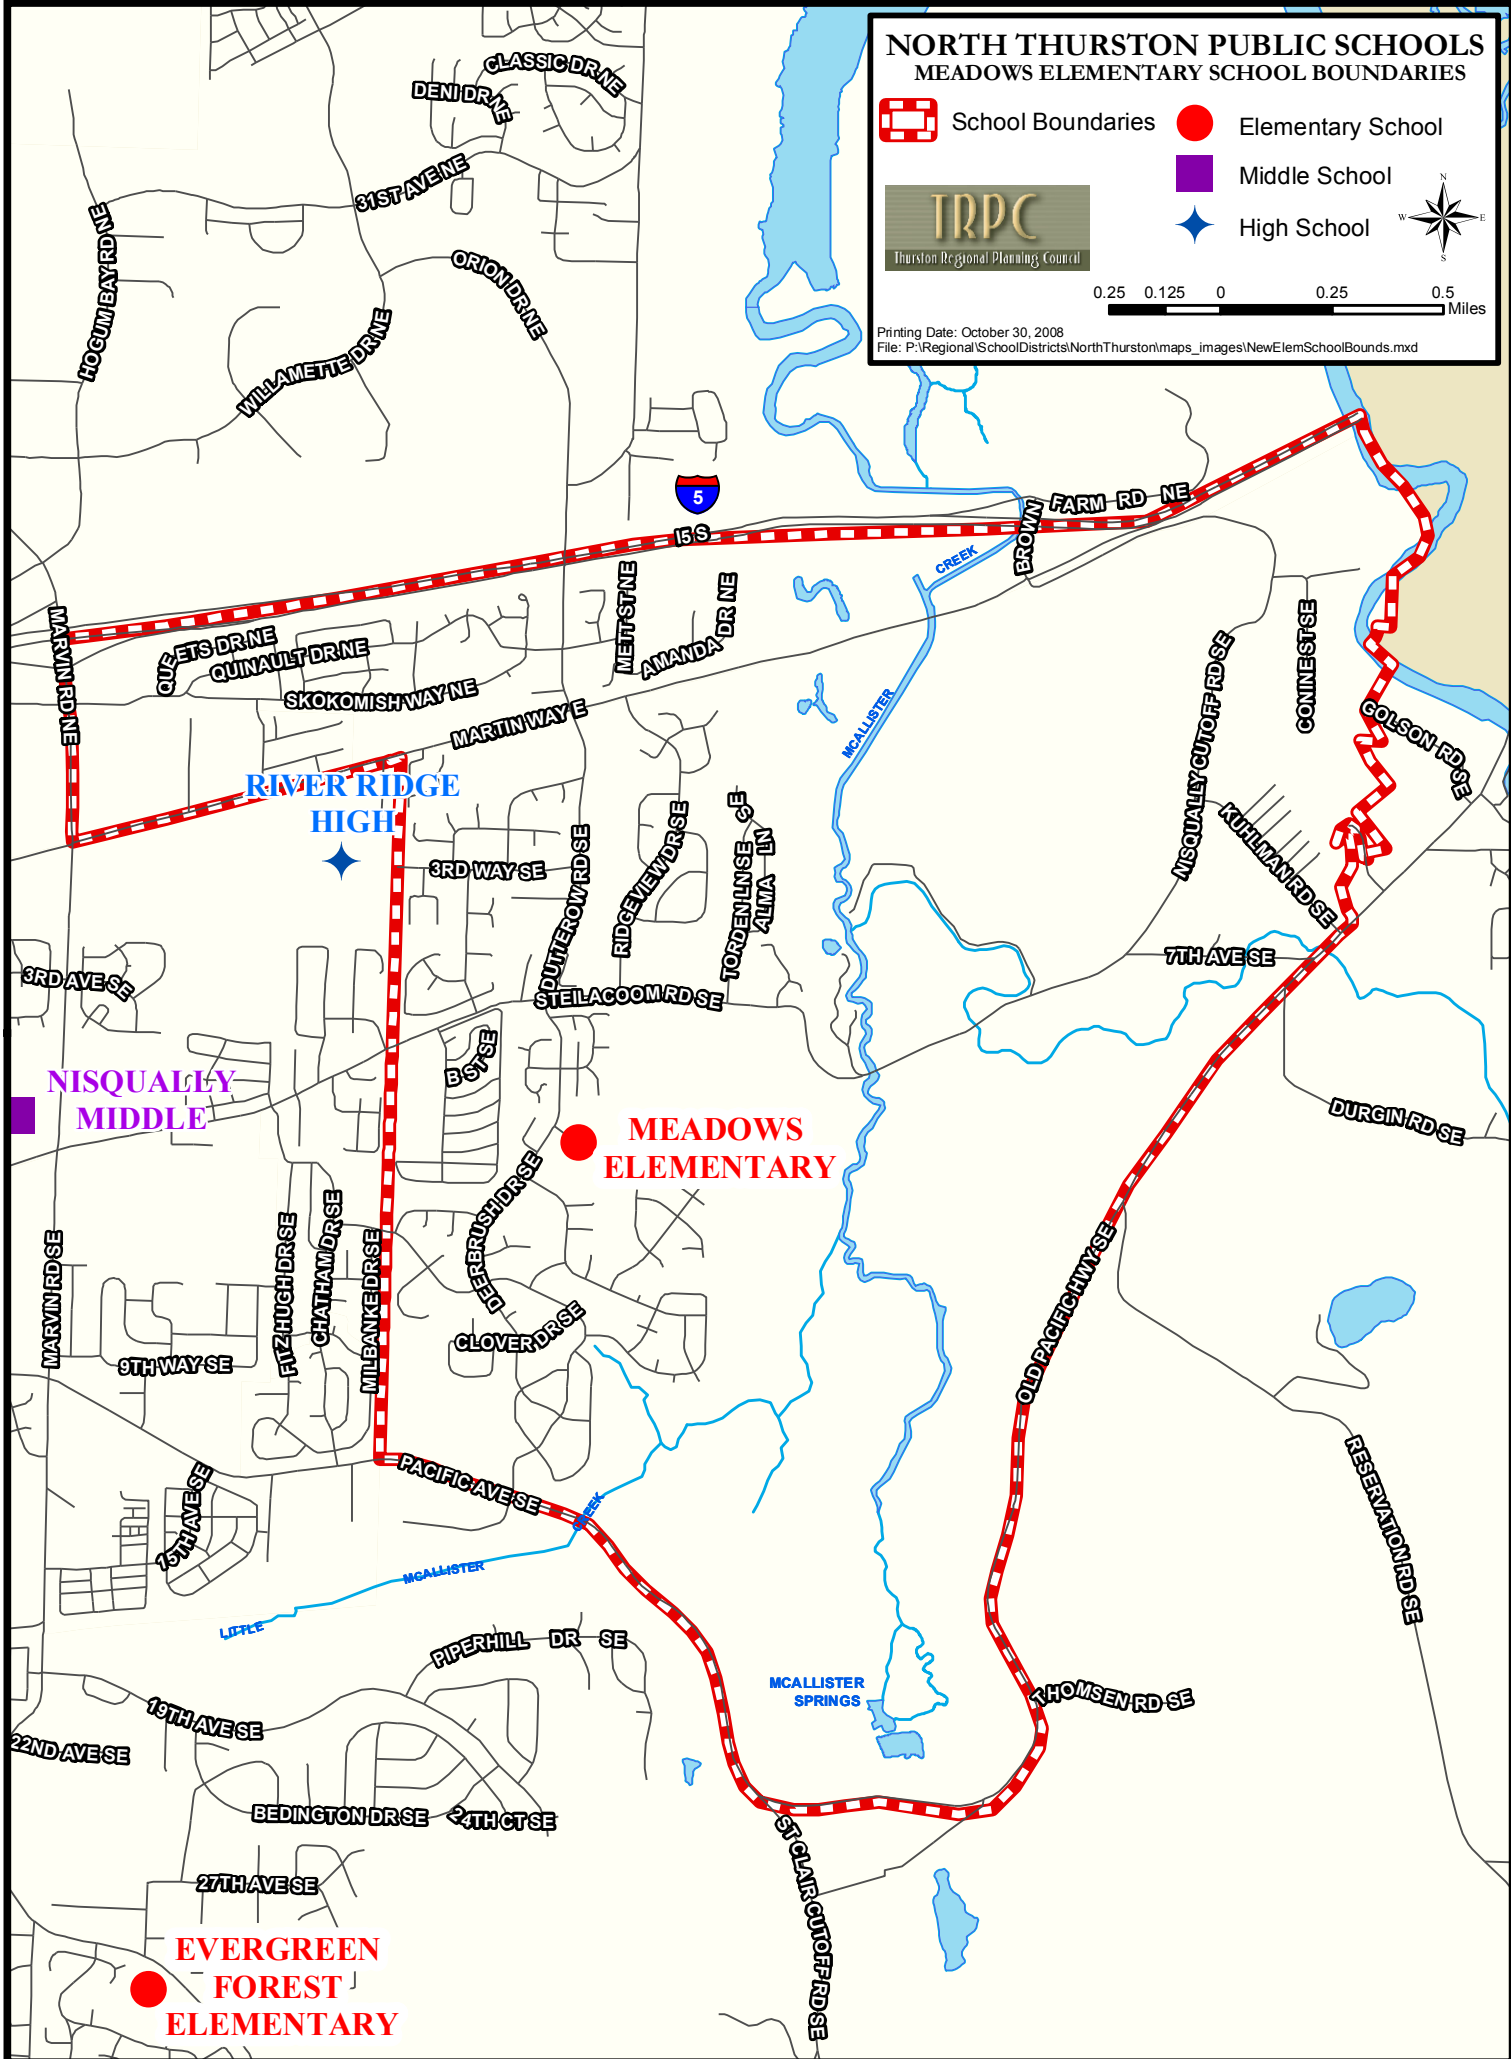 NORTH THURSTON PUBLIC SCHOOLS
MEADOWS ELEMENTARY SCHOOL BOUNDARIES
School Boundaries
Elementary School
Middle School
High School
TRPC
Thurston Regional Planning Council
N
W
E
S
0.25 0.125 0 0.25 0.5
Miles
Printing Date: October 30, 2008
File: P:\Regional\SchoolDistricts\NorthThurston\maps_images\NewElemSchoolBounds.mxd
CLASSIC DR NE
DENI DR NE
31ST AVE NE
HOGUM BAY RD NE
ORION DR NE
WILLAMETTE DR NE
5
I5 S
FARM RD NE
BROWN
CREEK
MARVIN RD NE
QUEETS DR NE
QUINAULT DR NE
METT ST NE
AMANDA DR NE
SKOKOMISH WAY NE
MARTIN WAY E
MCALLISTER
NISQUALLY CUTOFF RD SE
CONINE ST SE
GOLSON RD SE
KUHLMAN RD SE
RIVER RIDGE
HIGH
3RD WAY SE
DUTTEROW RD SE
RIDGEVIEW DR SE
TORDEN LN SE
ALMA LN SE
7TH AVE SE
3RD AVE SE
STEILACOOM RD SE
B ST SE
NISQUALLY
MIDDLE
MEADOWS
ELEMENTARY
DURGIN RD SE
DEERBRUSH DR SE
MARVIN RD SE
FITZ HUGH DR SE
CHATHAM DR SE
MILBANKE DR SE
9TH WAY SE
CLOVER DR SE
OLD PACIFIC HWY SE
RESERVATION RD SE
PACIFIC AVE SE
15TH AVE SE
CREEK
MCALLISTER
LITTLE
PIPERHILL DR SE
MCALLISTER
SPRINGS
THOMSEN RD SE
19TH AVE SE
22ND AVE SE
BEDINGTON DR SE
24TH CT SE
ST CLAIR CUTOFF RD SE
27TH AVE SE
EVERGREEN
FOREST
ELEMENTARY